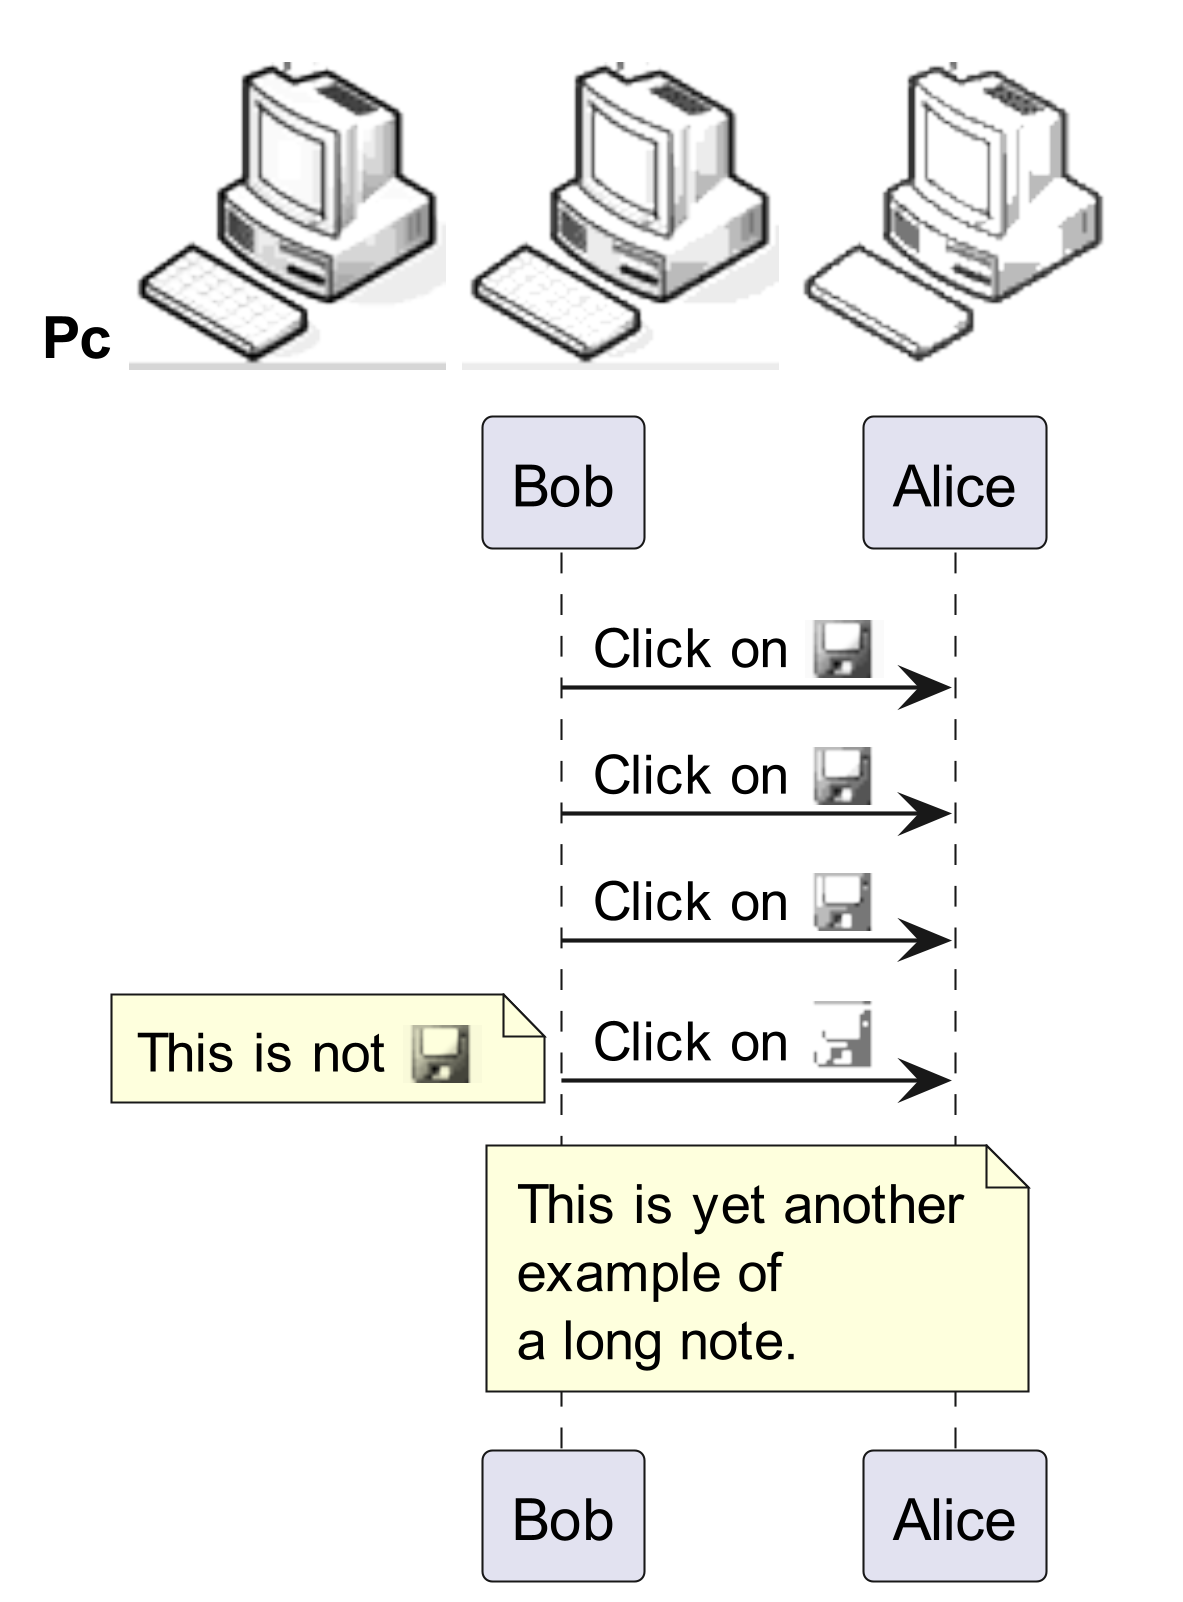 Pc
Bob
Alice
Click on
Click on
Click on
This is not
Click on
This is yet another
example of
a long note.
Bob
Alice